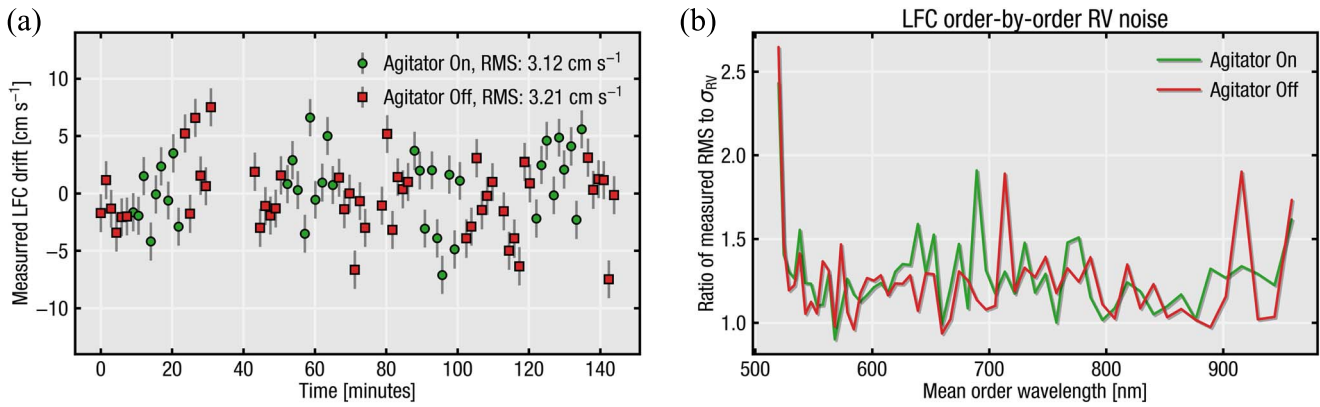 (a)
Measurred LFC drift [cm s⁻¹]
10
5
0
−5
−10
Agitator On, RMS: 3.12 cm s⁻¹
Agitator Off, RMS: 3.21 cm s⁻¹
0 20 40 60 80 100 120 140
Time [minutes]
(b)
LFC order-by-order RV noise
Ratio of measured RMS to σRV
2.5
2.0
1.5
1.0
Agitator On
Agitator Off
500 600 700 800 900
Mean order wavelength [nm]